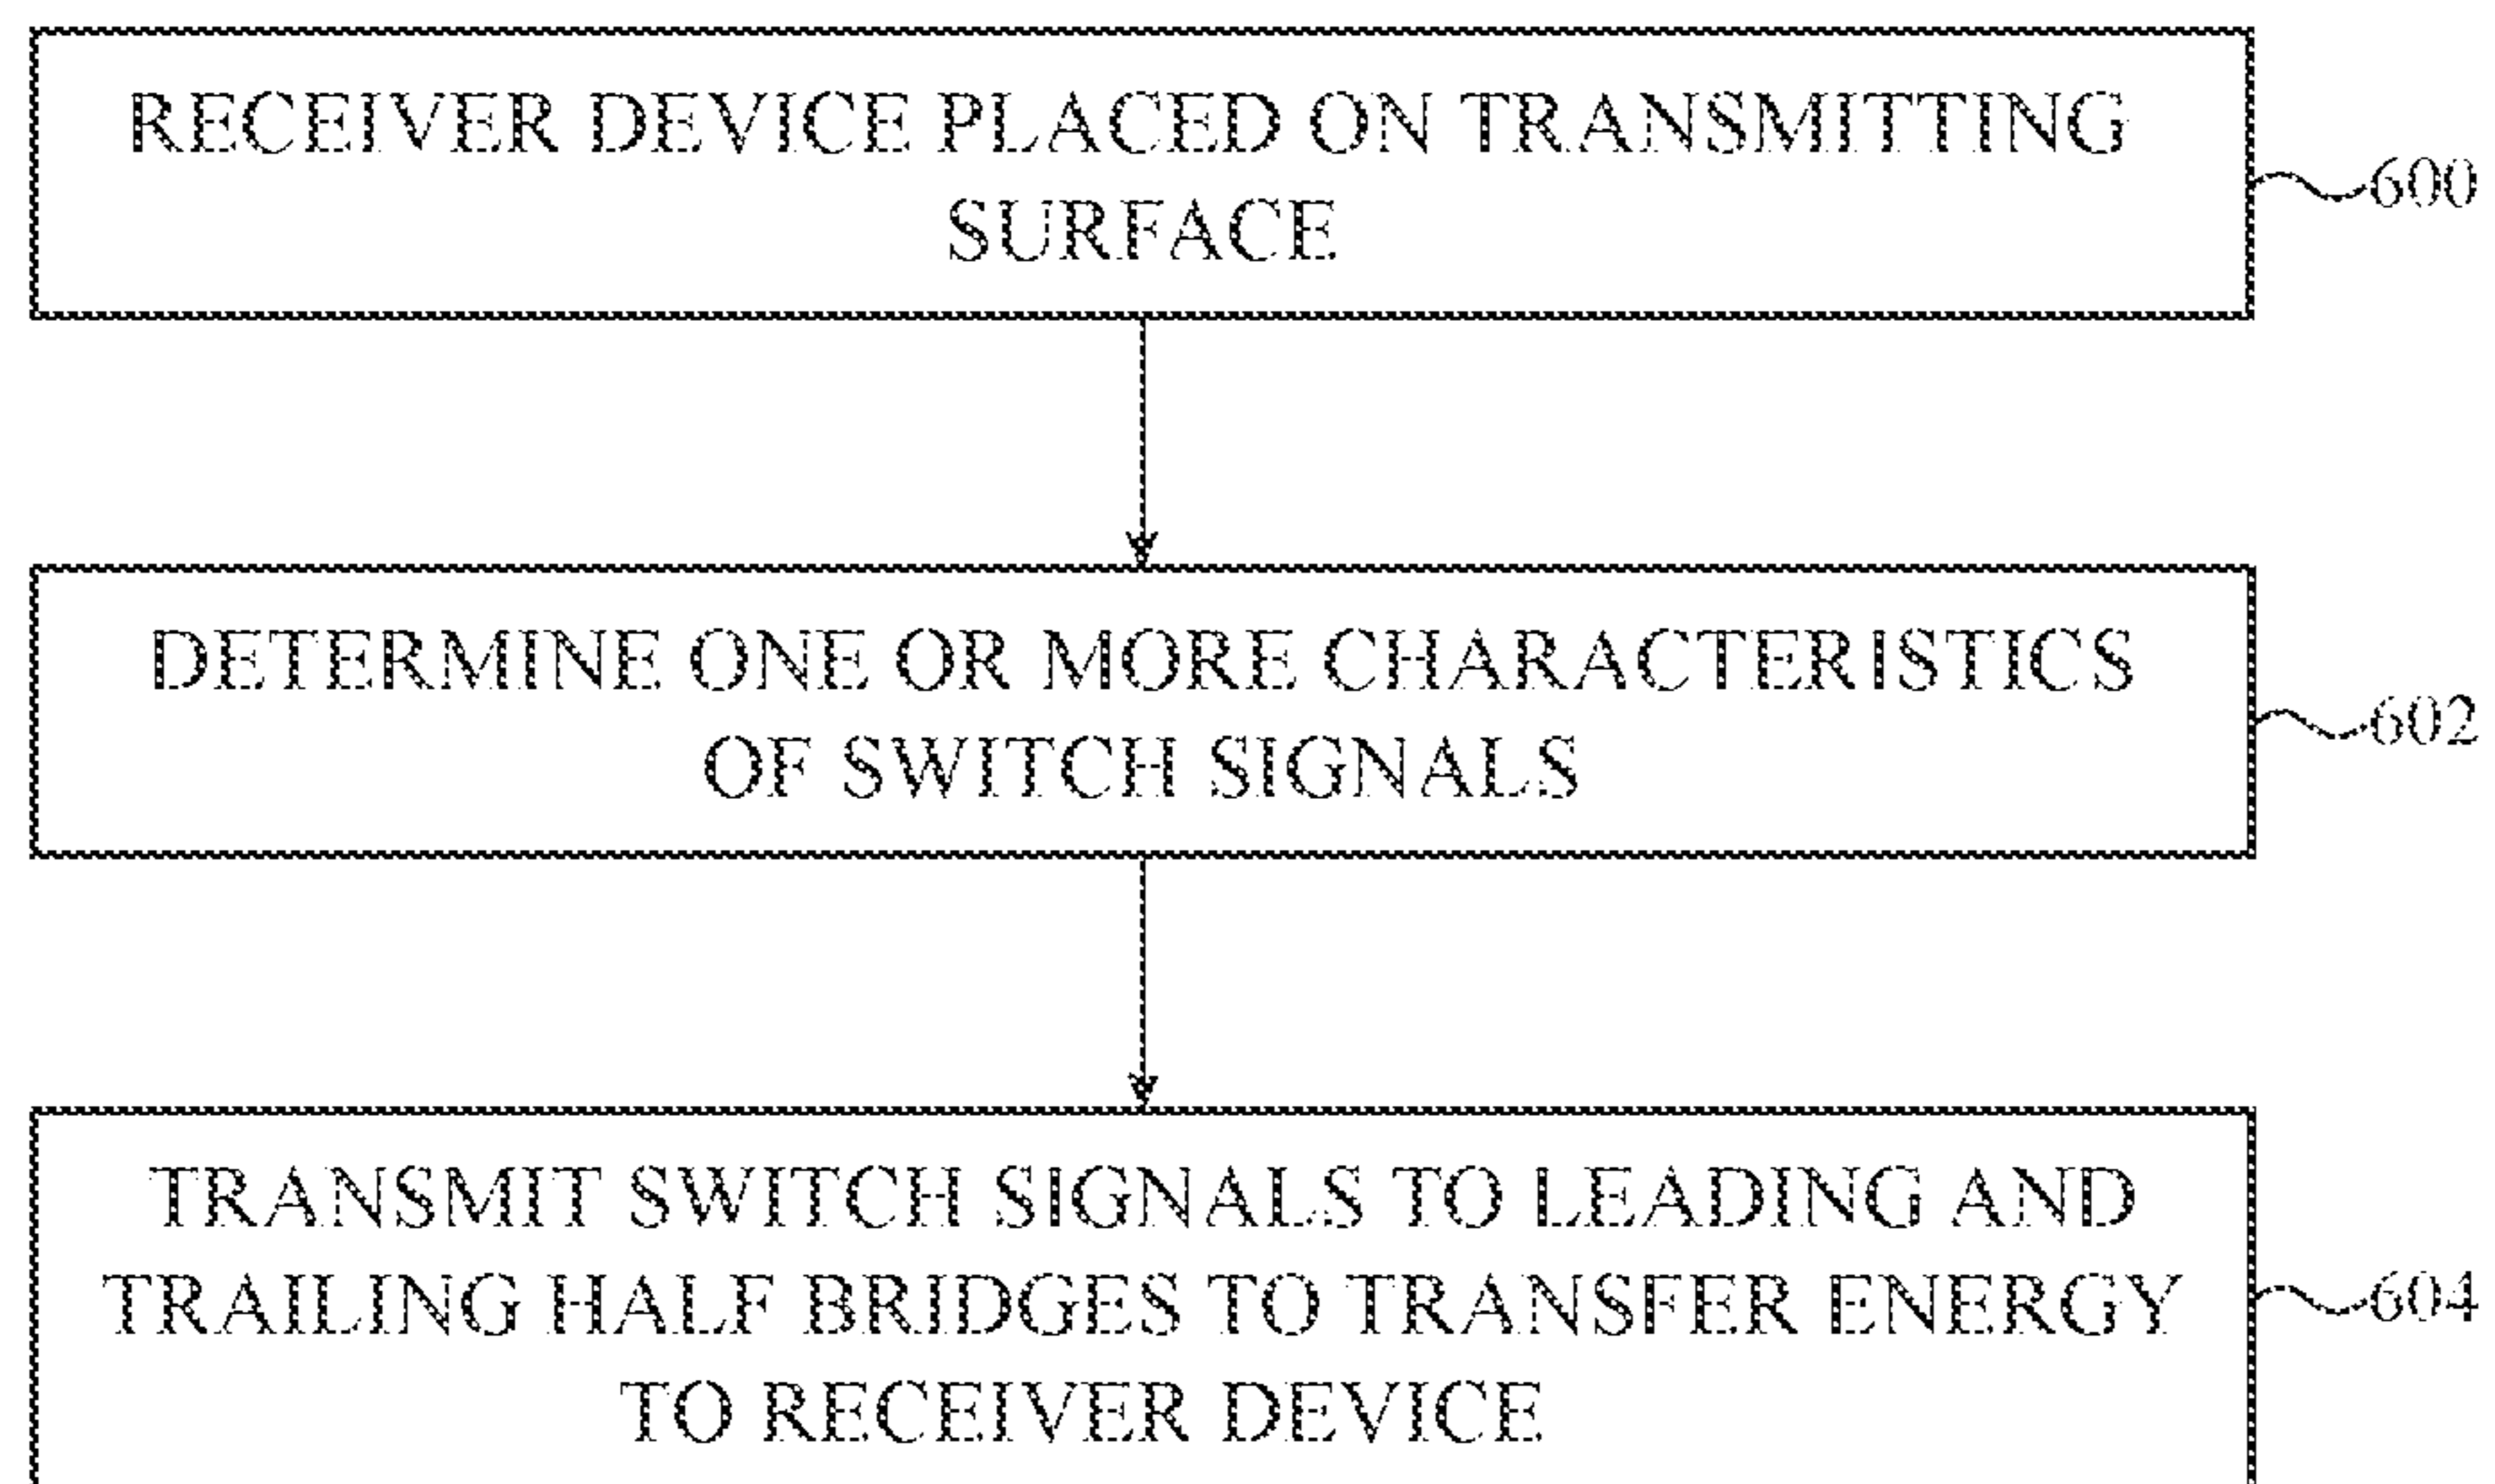 RECEIVER DEVICE PLACED ON TRANSMITTING
SURFACE
600
DETERMINE ONE OR MORE CHARACTERISTICS
OF SWITCH SIGNALS
602
TRANSMIT SWITCH SIGNALS TO LEADING AND
TRAILING HALF BRIDGES TO TRANSFER ENERGY
TO RECEIVER DEVICE
604